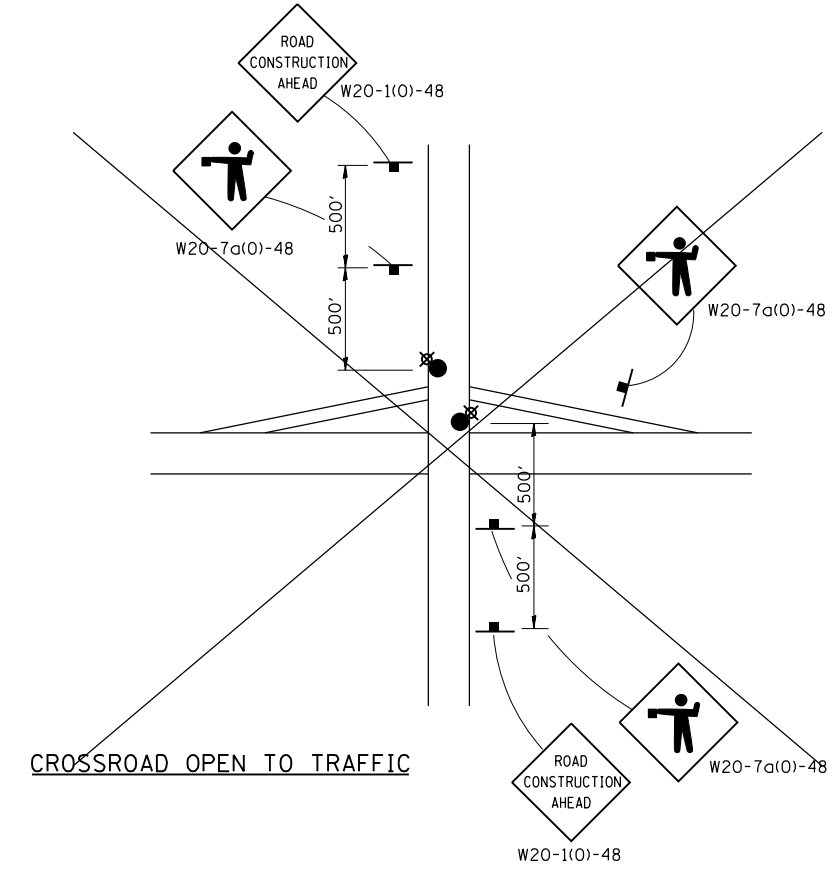 ROAD
CONSTRUCTION
AHEAD
W20-1(O)-48
W20-7a(O)-48
500'
500'
W20-7a(O)-48
500'
500'
CROSSROAD OPEN TO TRAFFIC
W20-7a(O)-48
ROAD
CONSTRUCTION
AHEAD
W20-1(O)-48